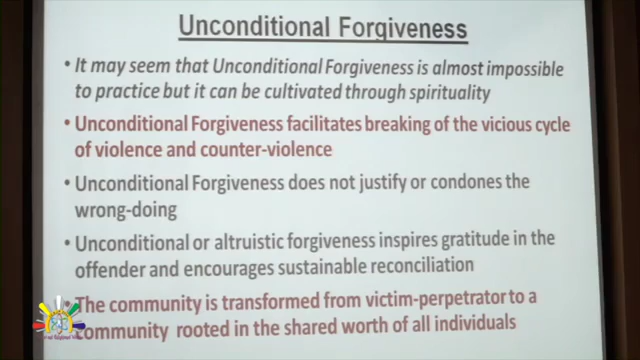 Unconditional Forgiveness
• It may seem that Unconditional Forgiveness is almost impossible
to practice but it can be cultivated through spirituality
• Unconditional Forgiveness facilitates breaking of the vicious cycle
of violence and counter-violence
• Unconditional Forgiveness does not justify or condones the
wrong-doing
• Unconditional or altruistic forgiveness inspires gratitude in the
offender and encourages sustainable reconciliation
• The community is transformed from victim-perpetrator to a
community rooted in the shared worth of all individuals